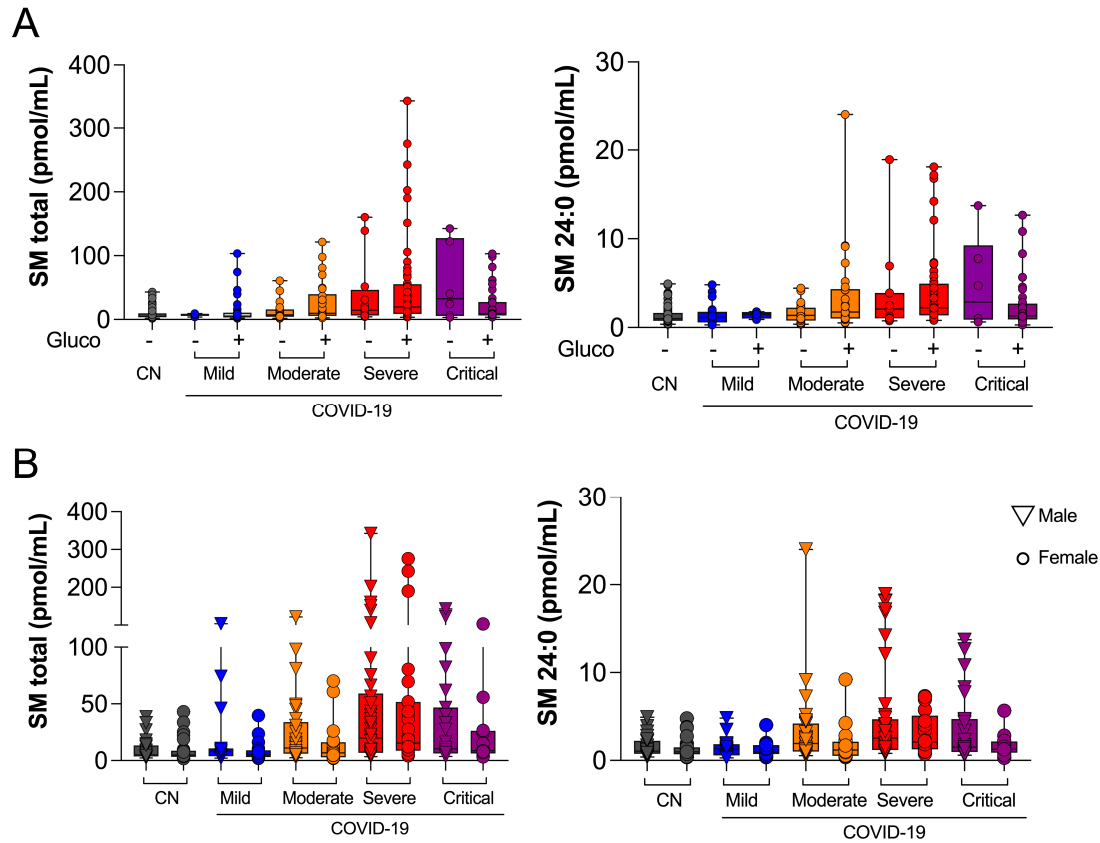 A
SM total (pmol/mL)
400
300
200
100
0
Gluco - - + - + - + - +
CN Mild Moderate Severe Critical
COVID-19
SM 24:0 (pmol/mL)
30
20
10
0
Gluco - - + - + - + - +
CN Mild Moderate Severe Critical
COVID-19
B
SM total (pmol/mL)
400
300
200
100
50
0
CN Mild Moderate Severe Critical
COVID-19
SM 24:0 (pmol/mL)
30
20
10
0
CN Mild Moderate Severe Critical
COVID-19
Male
Female